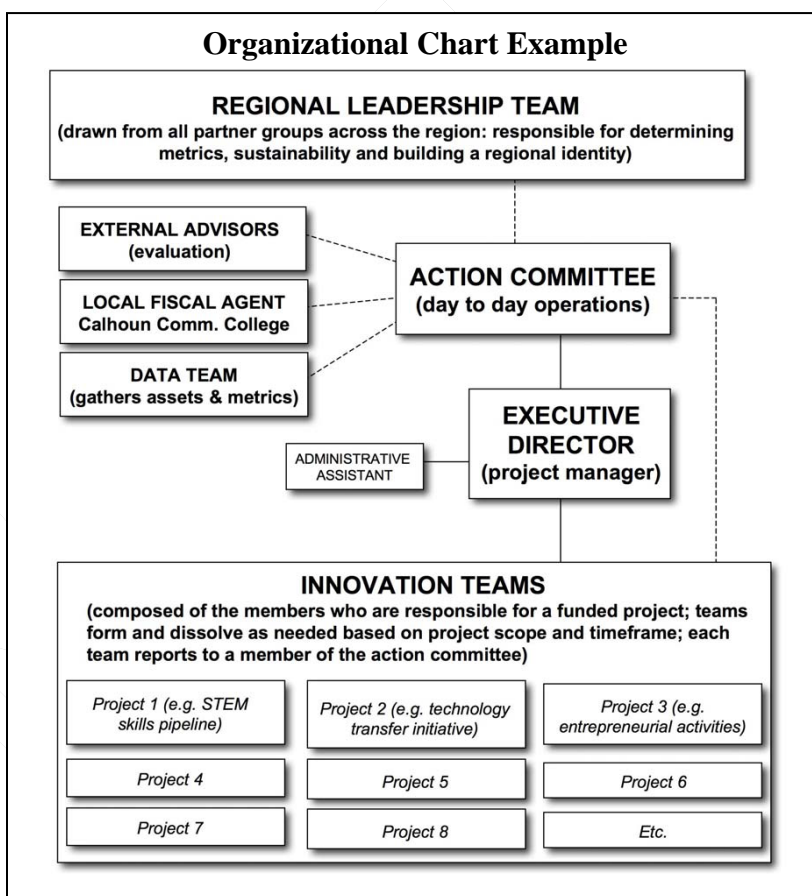 Organizational Chart Example
REGIONAL LEADERSHIP TEAM
(drawn from all partner groups across the region: responsible for determining
metrics, sustainability and building a regional identity)
EXTERNAL ADVISORS
(evaluation)
LOCAL FISCAL AGENT
Calhoun Comm. College
DATA TEAM
(gathers assets & metrics)
ACTION COMMITTEE
(day to day operations)
EXECUTIVE
DIRECTOR
(project manager)
ADMINISTRATIVE
ASSISTANT
INNOVATION TEAMS
(composed of the members who are responsible for a funded project; teams
form and dissolve as needed based on project scope and timeframe; each
team reports to a member of the action committee)
Project 1 (e.g. STEM
skills pipeline)
Project 2 (e.g. technology
transfer initiative)
Project 3 (e.g.
entrepreneurial activities)
Project 4
Project 5
Project 6
Project 7
Project 8
Etc.